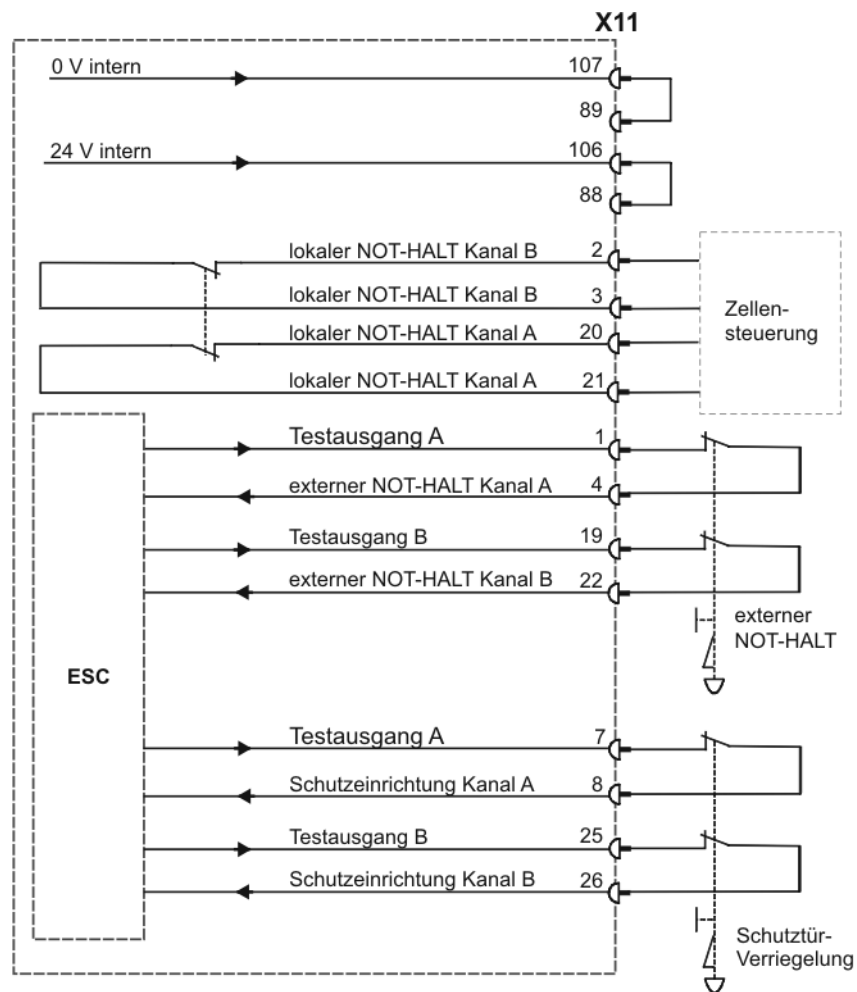 X11
0 V intern
107
89
24 V intern
106
88
lokaler NOT-HALT Kanal B
2
lokaler NOT-HALT Kanal B
3
lokaler NOT-HALT Kanal A
20
lokaler NOT-HALT Kanal A
21
Zellen-
steuerung
ESC
Testausgang A
1
externer NOT-HALT Kanal A
4
Testausgang B
19
externer NOT-HALT Kanal B
22
externer
NOT-HALT
Testausgang A
7
Schutzeinrichtung Kanal A
8
Testausgang B
25
Schutzeinrichtung Kanal B
26
Schutztür-
Verriegelung